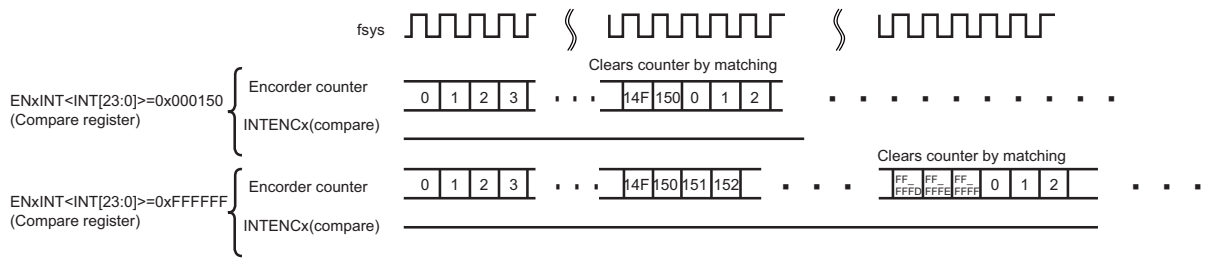 fsys
Clears counter by matching
ENxINT<INT[23:0]>=0x000150
(Compare register)
Encorder counter
0 1 2 3 14F 150 0 1 2
INTENCx(compare)
Clears counter by matching
ENxINT<INT[23:0]>=0xFFFFFF
(Compare register)
Encorder counter
0 1 2 3 14F 150 151 152 FF_FFFD FF_FFFE FF_FFFF 0 1 2
INTENCx(compare)